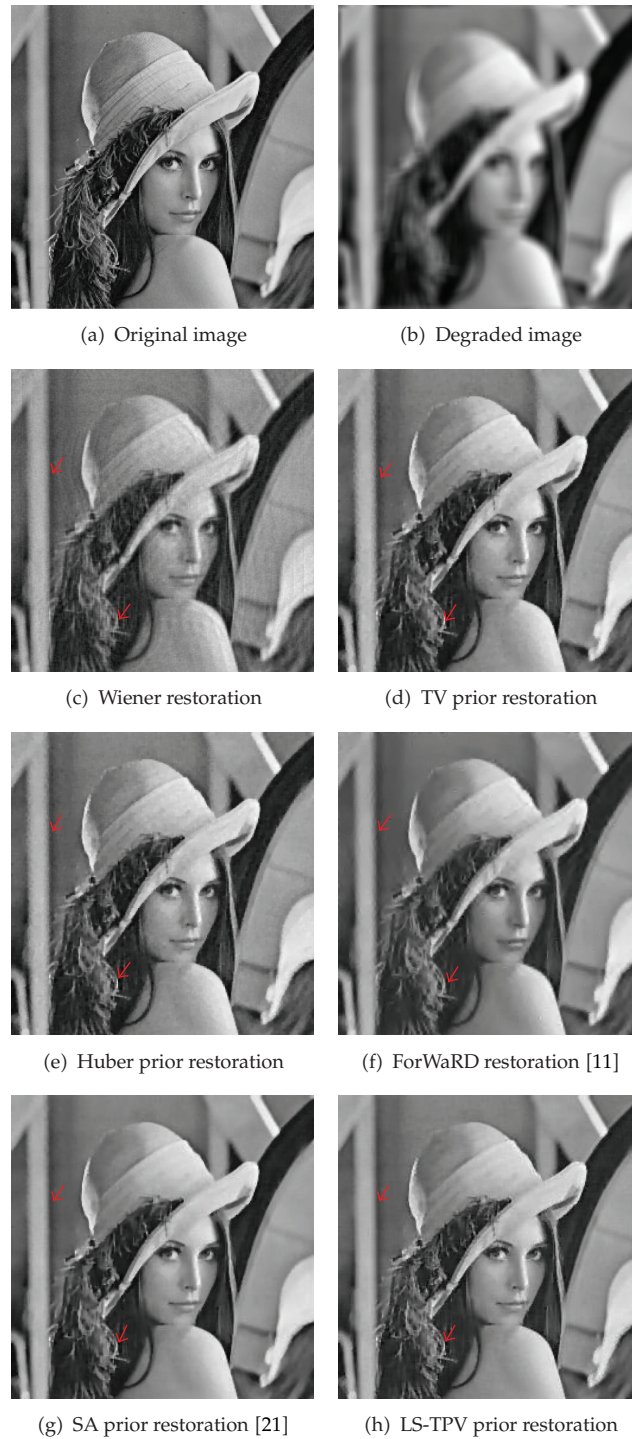 (a) Original image
(b) Degraded image
(c) Wiener restoration
(d) TV prior restoration
(e) Huber prior restoration
(f) ForWaRD restoration [11]
(g) SA prior restoration [21]
(h) LS-TPV prior restoration